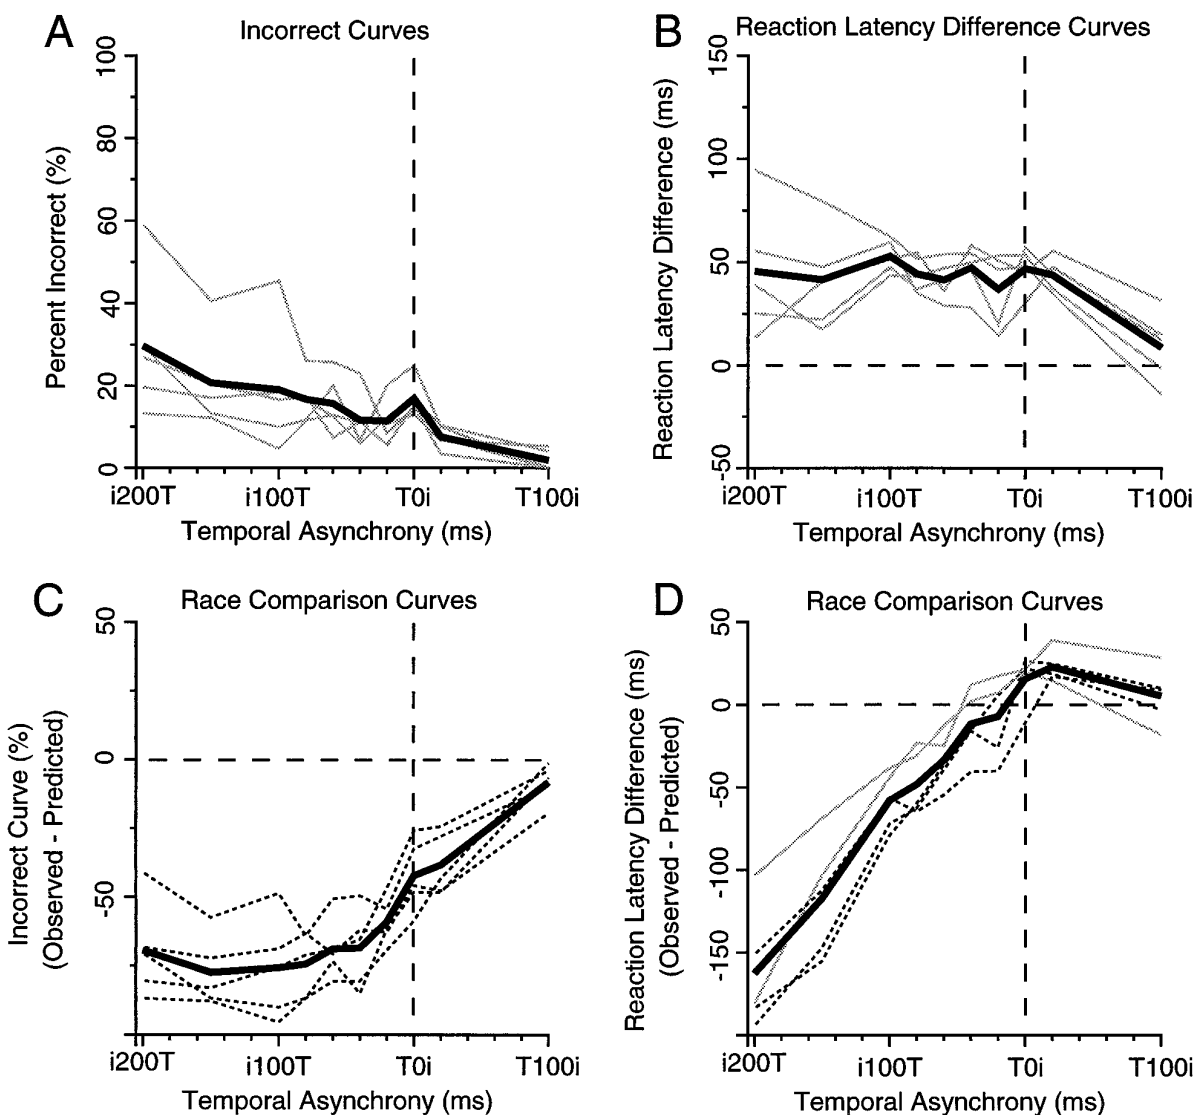 A
Incorrect Curves
Percent Incorrect (%)
100
80
60
40
20
0
i200T i100T T0i T100i
Temporal Asynchrony (ms)
B
Reaction Latency Difference Curves
Reaction Latency Difference (ms)
150
100
50
0
-50
i200T i100T T0i T100i
Temporal Asynchrony (ms)
C
Race Comparison Curves
Incorrect Curve (%)
(Observed - Predicted)
50
0
-50
i200T i100T T0i T100i
Temporal Asynchrony (ms)
D
Race Comparison Curves
Reaction Latency Difference (ms)
(Observed - Predicted)
50
0
-50
-100
-150
i200T i100T T0i T100i
Temporal Asynchrony (ms)